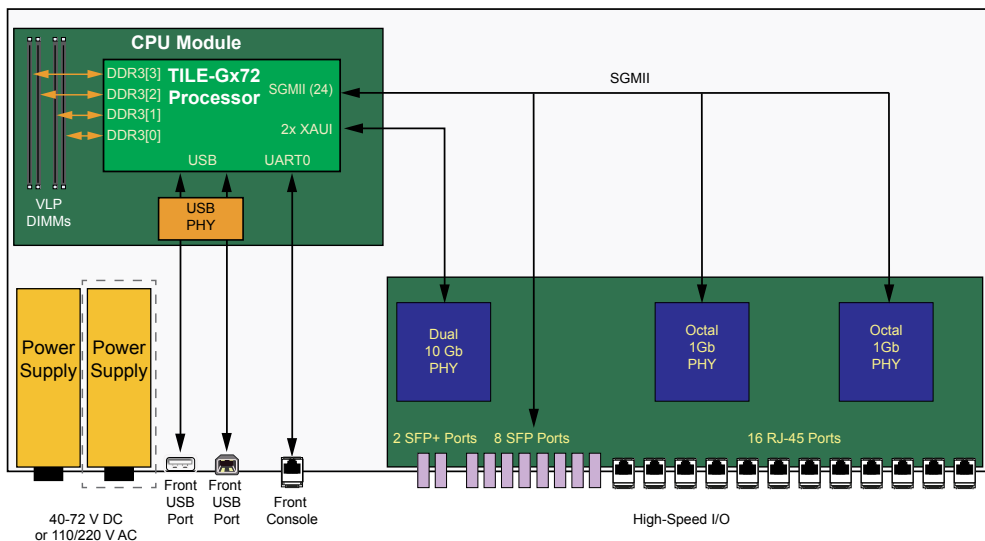 CPU Module
DDR3[3]
DDR3[2]
DDR3[1]
DDR3[0]
TILE-Gx72
Processor
SGMII (24)
2x XAUI
USB
UART0
VLP
DIMMs
USB
PHY
SGMII
Power
Supply
Power
Supply
Dual
10 Gb
PHY
Octal
1Gb
PHY
Octal
1Gb
PHY
2 SFP+ Ports
8 SFP Ports
16 RJ-45 Ports
40-72 V DC
or 110/220 V AC
Front
USB
Port
Front
USB
Port
Front
Console
High-Speed I/O